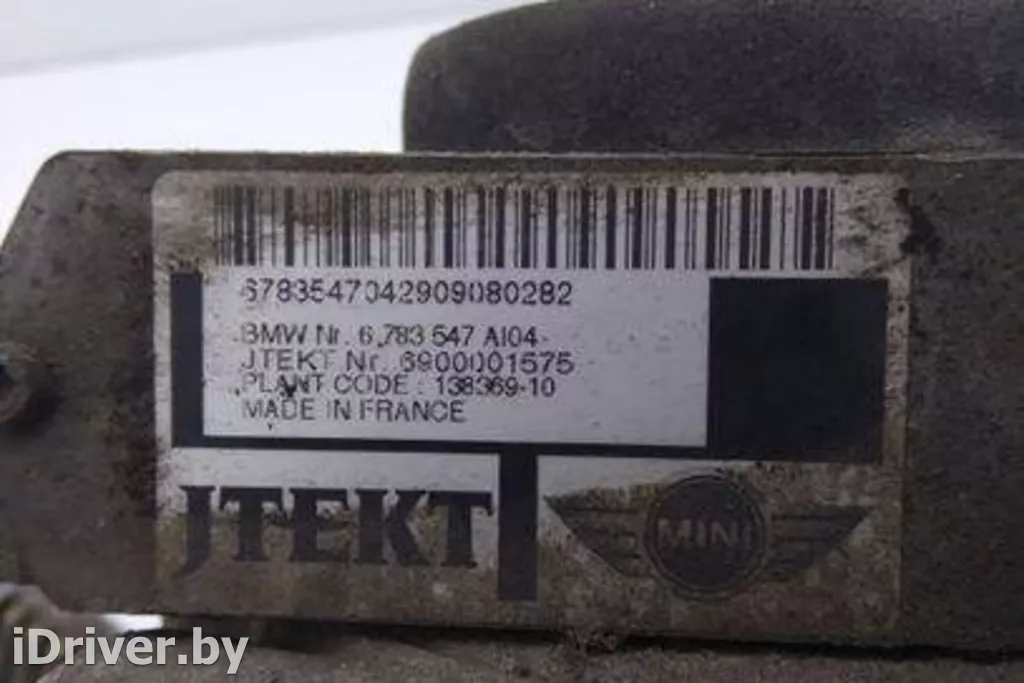 6783547042909080282
BMW Nr. 6.783 547 AI04
JTEKT Nr. 6900001575
PLANT CODE : 138369-10
MADE IN FRANCE
JTEKT
MINI
iDriver.by